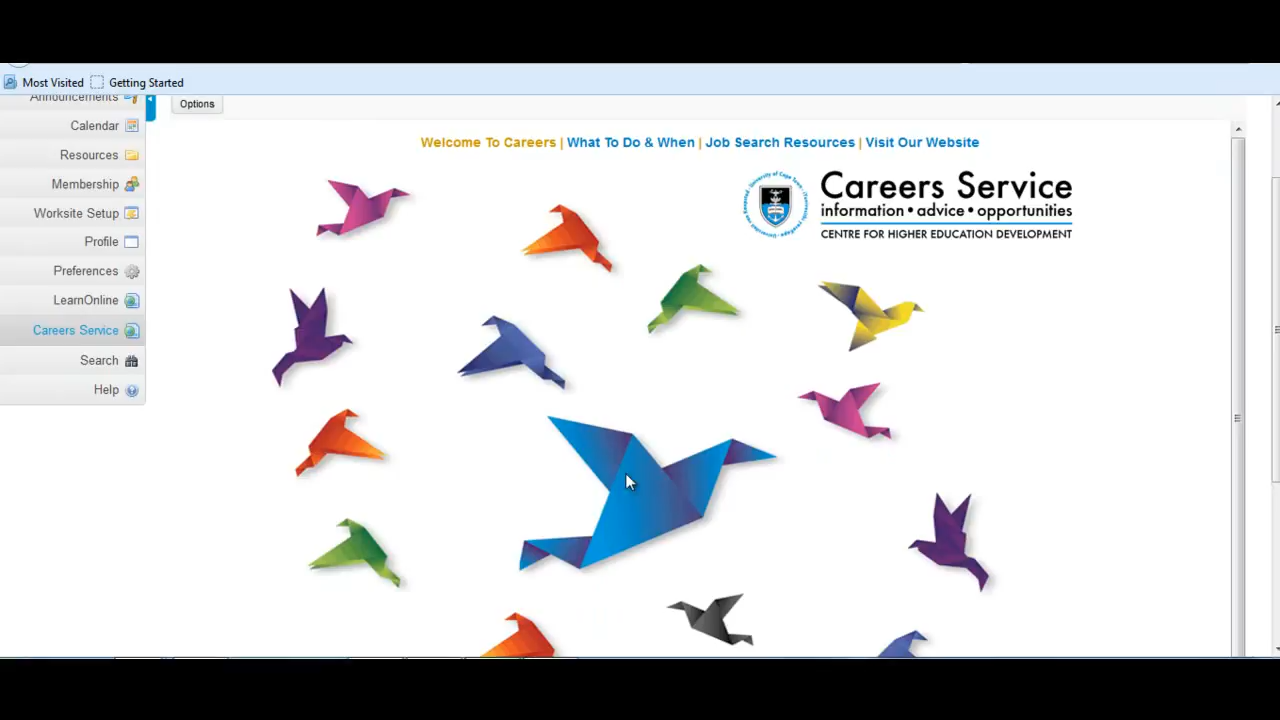 Most Visited Getting Started
Announcements
Options
Calendar
Resources
Membership
Worksite Setup
Profile
Preferences
LearnOnline
Careers Service
Search
Help
Welcome To Careers | What To Do & When | Job Search Resources | Visit Our Website
Careers Service
information • advice • opportunities
CENTRE FOR HIGHER EDUCATION DEVELOPMENT